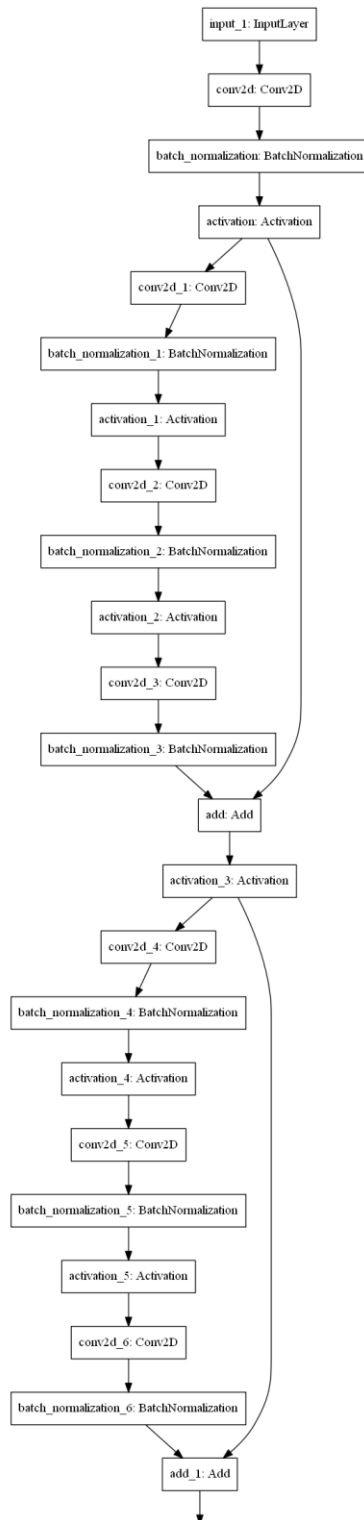 input_1: InputLayer
conv2d: Conv2D
batch_normalization: BatchNormalization
activation: Activation
conv2d_1: Conv2D
batch_normalization_1: BatchNormalization
activation_1: Activation
conv2d_2: Conv2D
batch_normalization_2: BatchNormalization
activation_2: Activation
conv2d_3: Conv2D
batch_normalization_3: BatchNormalization
add: Add
activation_3: Activation
conv2d_4: Conv2D
batch_normalization_4: BatchNormalization
activation_4: Activation
conv2d_5: Conv2D
batch_normalization_5: BatchNormalization
activation_5: Activation
conv2d_6: Conv2D
batch_normalization_6: BatchNormalization
add_1: Add